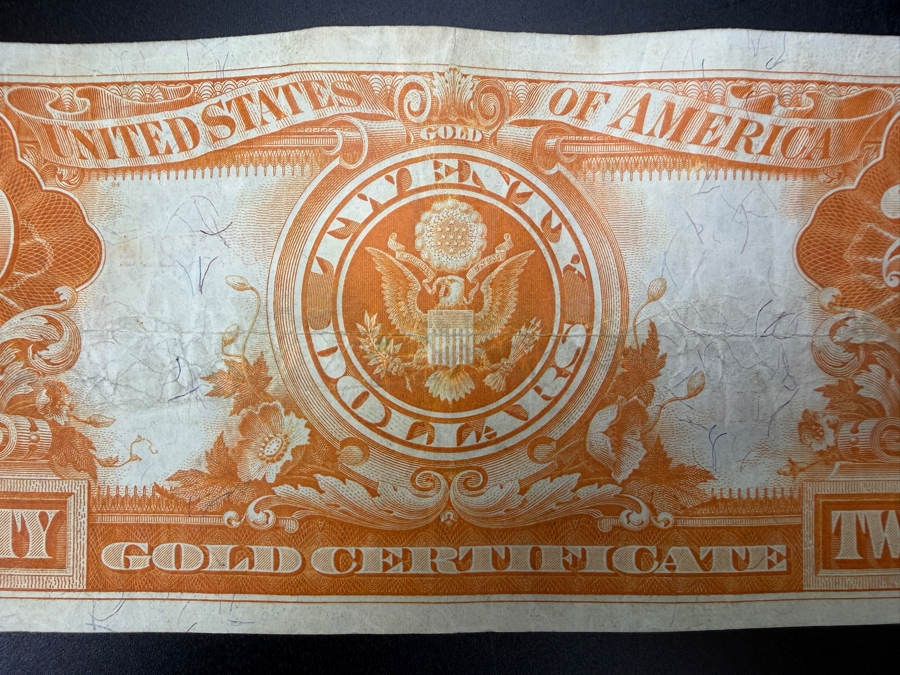 UNITED STATES OF AMERICA
GOLD
TWENTY
DOLLARS
TY GOLD CERTIFICATE TW